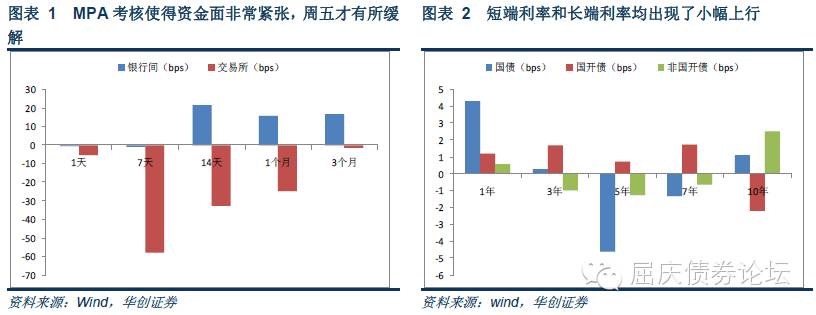 图表 1 MPA 考核使得资金面非常紧张，周五才有所缓
解
银行间（bps） 交易所（bps）
30
20
10
0
-10
-20
-30
-40
-50
-60
-70
1天 7天 14天 1个月 3个月
资料来源：Wind，华创证券
图表 2 短端利率和长端利率均出现了小幅上行
国债（bps） 国开债（bps） 非国开债（bps）
5
4
3
2
1
0
-1
-2
-3
-4
-5
-6
1年 3年 5年 7年 10年
屈庆债券论坛
资料来源：wind，华创证券